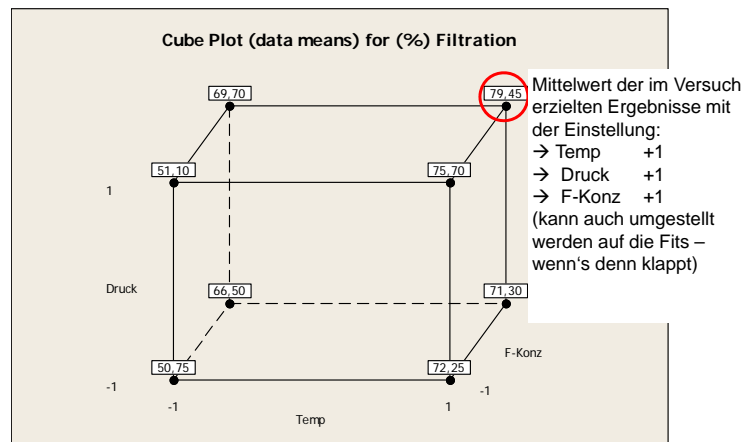 Cube Plot (data means) for (%) Filtration
69,70
79,45
Mittelwert der im Versuch
erzielten Ergebnisse mit
der Einstellung:
→ Temp +1
→ Druck +1
→ F-Konz +1
(kann auch umgestellt
werden auf die Fits –
wenn's denn klappt)
51,10
75,70
1
Druck
66,50
71,30
F-Konz
50,75
72,25
-1
-1
-1
1
Temp